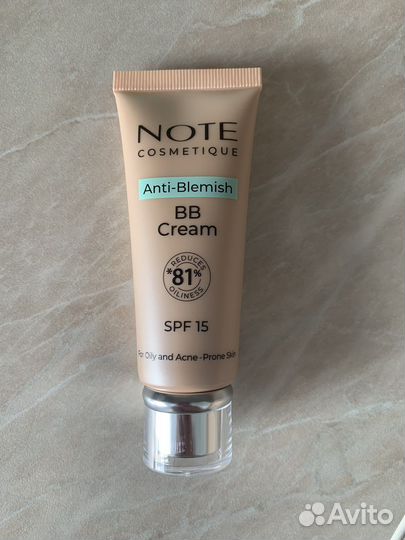 NOTE
COSMETIQUE
Anti-Blemish
BB
Cream
REDUCES
*81%
OILINESS
SPF 15
For Oily and Acne-Prone Skin
Avito